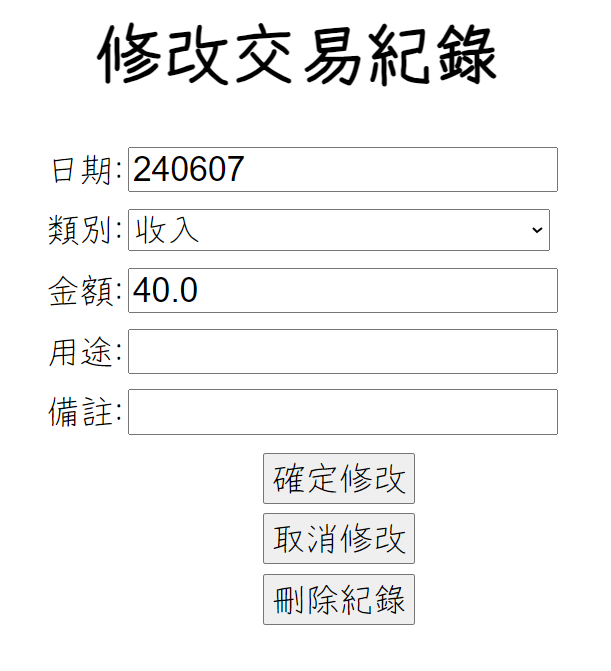 修改交易紀錄
日期: 240607
類別: 收入
金額: 40.0
用途:
備註:
確定修改
取消修改
刪除紀錄